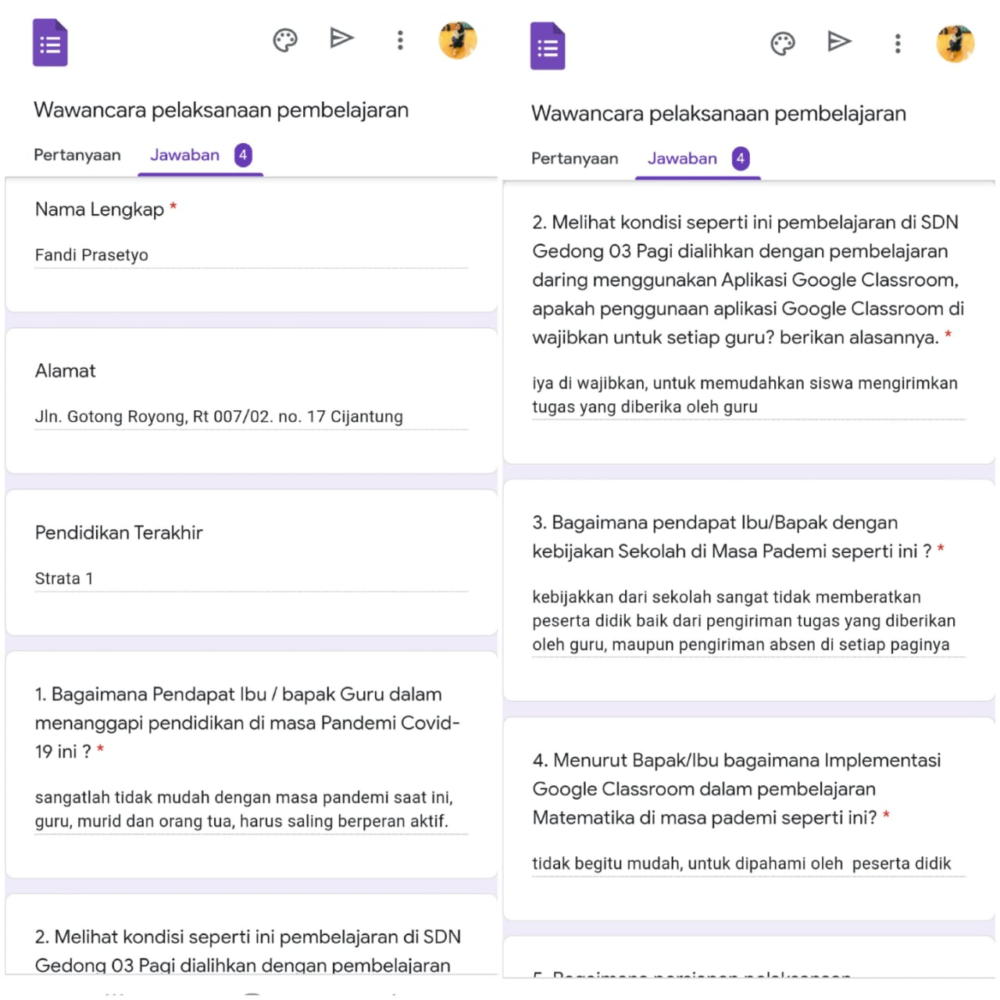 Wawancara pelaksanaan pembelajaran
Pertanyaan Jawaban 4
Nama Lengkap *
Fandi Prasetyo
Alamat
Jln. Gotong Royong, Rt 007/02. no. 17 Cijantung
Pendidikan Terakhir
Strata 1
1. Bagaimana Pendapat Ibu / bapak Guru dalam
menanggapi pendidikan di masa Pandemi Covid-
19 ini ? *
sangatlah tidak mudah dengan masa pandemi saat ini,
guru, murid dan orang tua, harus saling berperan aktif.
2. Melihat kondisi seperti ini pembelajaran di SDN
Gedong 03 Pagi dialihkan dengan pembelajaran
Wawancara pelaksanaan pembelajaran
Pertanyaan Jawaban 4
2. Melihat kondisi seperti ini pembelajaran di SDN
Gedong 03 Pagi dialihkan dengan pembelajaran
daring menggunakan Aplikasi Google Classroom,
apakah penggunaan aplikasi Google Classroom di
wajibkan untuk setiap guru? berikan alasannya. *
iya di wajibkan, untuk memudahkan siswa mengirimkan
tugas yang diberika oleh guru
3. Bagaimana pendapat Ibu/Bapak dengan
kebijakan Sekolah di Masa Pademi seperti ini ? *
kebijakkan dari sekolah sangat tidak memberatkan
peserta didik baik dari pengiriman tugas yang diberikan
oleh guru, maupun pengiriman absen di setiap paginya
4. Menurut Bapak/Ibu bagaimana Implementasi
Google Classroom dalam pembelajaran
Matematika di masa pademi seperti ini? *
tidak begitu mudah, untuk dipahami oleh  peserta didik
5. Bagaimana persiapan pelaksanaan